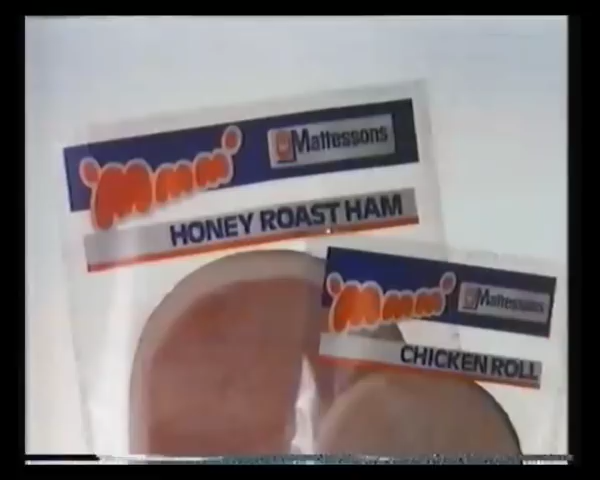 'Mmm'
Mattessons
HONEY ROAST HAM
'Mmm'
Mattessons
CHICKEN ROLL